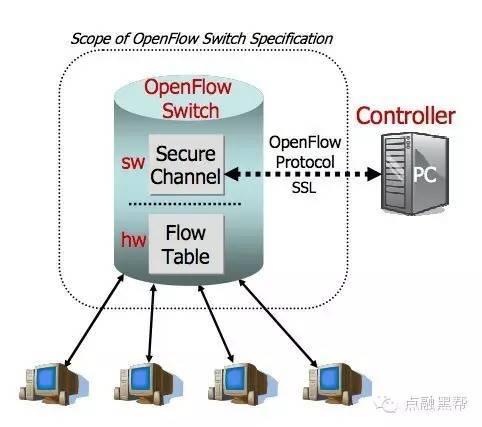 Scope of OpenFlow Switch Specification
OpenFlow
Switch
Controller
sw
Secure
Channel
OpenFlow
Protocol
SSL
PC
hw
Flow
Table
点融黑帮